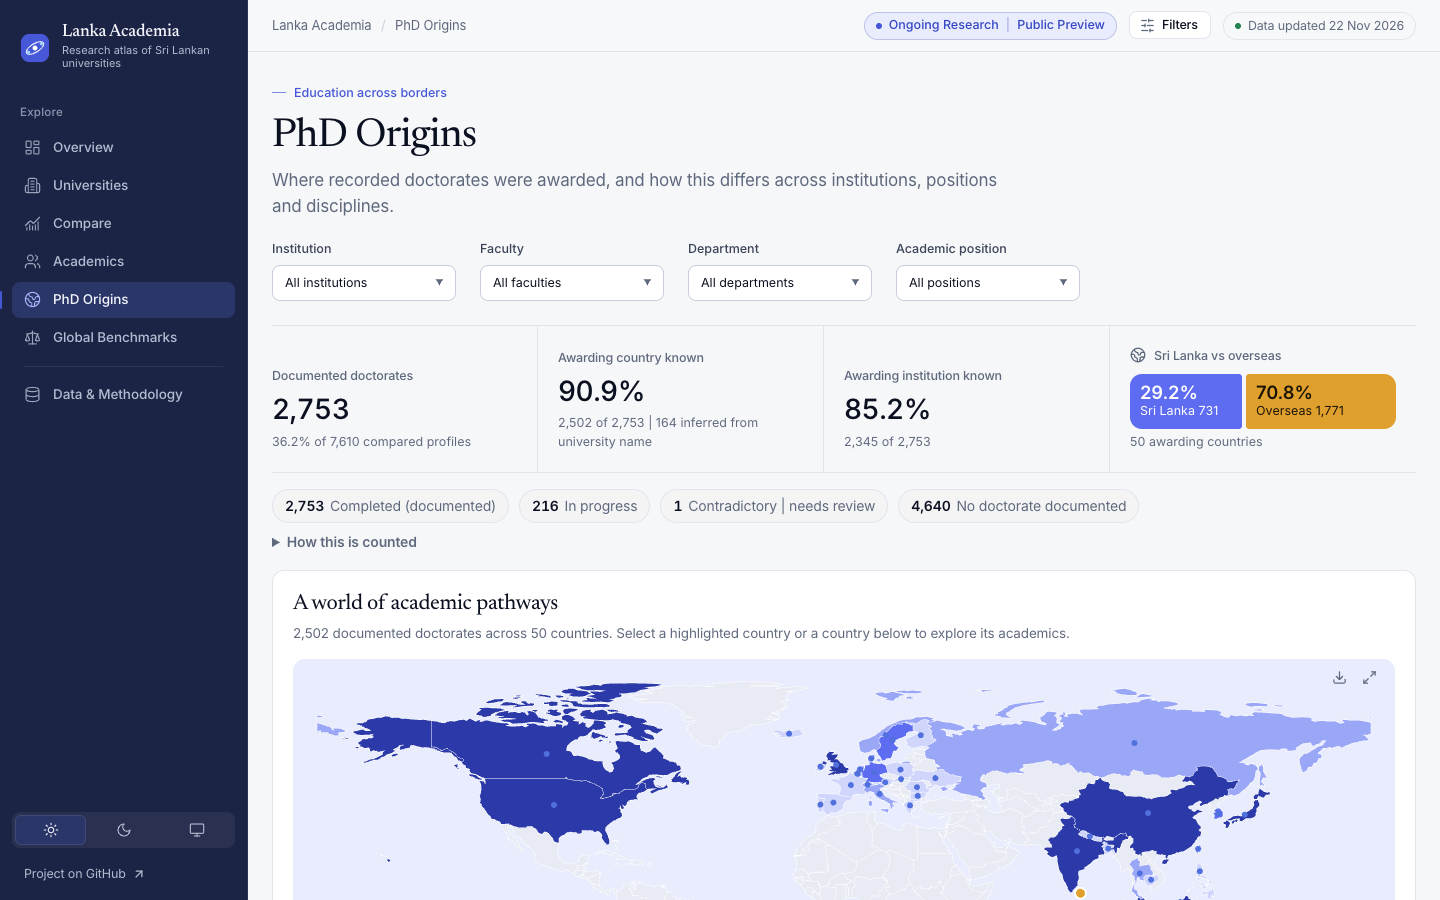 Lanka Academia
Research atlas of Sri Lankan
universities
Explore
Overview
Universities
Compare
Academics
PhD Origins
Global Benchmarks
Data & Methodology
Project on GitHub
Lanka Academia / PhD Origins
Ongoing Research | Public Preview
Filters
Data updated 22 Nov 2026
— Education across borders
PhD Origins
Where recorded doctorates were awarded, and how this differs across institutions, positions
and disciplines.
Institution
All institutions
Faculty
All faculties
Department
All departments
Academic position
All positions
Documented doctorates
2,753
36.2% of 7,610 compared profiles
Awarding country known
90.9%
2,502 of 2,753 | 164 inferred from
university name
Awarding institution known
85.2%
2,345 of 2,753
Sri Lanka vs overseas
29.2%
Sri Lanka 731
70.8%
Overseas 1,771
50 awarding countries
2,753 Completed (documented)
216 In progress
1 Contradictory | needs review
4,640 No doctorate documented
How this is counted
A world of academic pathways
2,502 documented doctorates across 50 countries. Select a highlighted country or a country below to explore its academics.